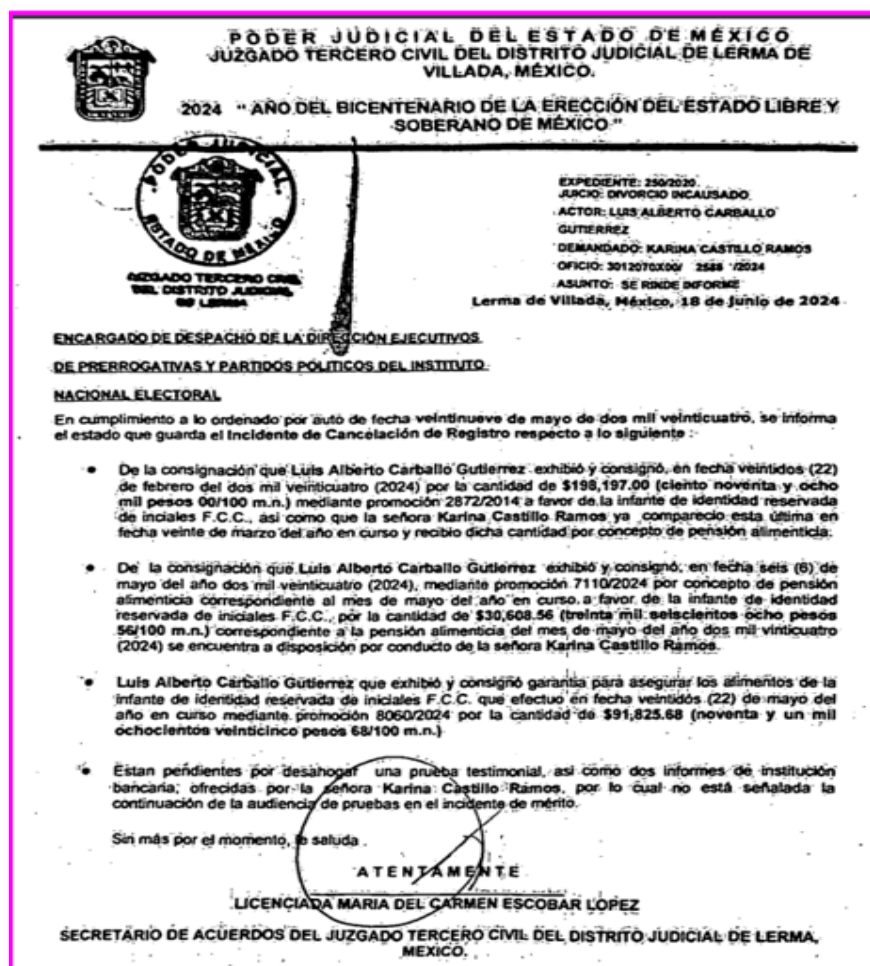 PODER JUDICIAL DEL ESTADO DE MÉXICO
JUZGADO TERCERO CIVIL DEL DISTRITO JUDICIAL DE LERMA DE
VILLADA, MÉXICO.
2024 " AÑO DEL BICENTENARIO DE LA ERECCIÓN DEL ESTADO LIBRE Y
SOBERANO DE MÉXICO "
PODER JUDICIAL
ESTADO DE MEXICO
JUZGADO TERCERO CIVIL
DEL DISTRITO JUDICIAL
DE LERMA
EXPEDIENTE: 250/2020
JUICIO: DIVORCIO INCAUSADO
ACTOR: LUIS ALBERTO CARBALLO
GUTIERREZ
DEMANDADO: KARINA CASTILLO RAMOS
OFICIO: 3012070X00/ 2588 /2024
ASUNTO: SE RINDE INFORME
Lerma de Villada, México, 18 de Junio de 2024
ENCARGADO DE DESPACHO DE LA DIRECCIÓN EJECUTIVOS
DE PRERROGATIVAS Y PARTIDOS POLITICOS DEL INSTITUTO
NACIONAL ELECTORAL
En cumplimiento a lo ordenado por auto de fecha veintinueve de mayo de dos mil veinticuatro, se informa
el estado que guarda el Incidente de Cancelación de Registro respecto a lo siguiente :-
• De la consignación que Luis Alberto Carballo Gutierrez exhibió y consignó, en fecha veintidos (22)
de febrero del dos mil veinticuatro (2024) por la cantidad de $198,197.00 (ciento noventa y ocho
mil pesos 00/100 m.n.) mediante promoción 2872/2014 a favor de la infante de identidad reservada
de inciales F.C.C., asi como que la señora Karina Castillo Ramos ya comparecio esta última en
fecha veinte de marzo del año en curso y recibio dicha cantidad por concepto de pensión alimenticia.
• De la consignación que Luis Alberto Carballo Gutierrez exhibió y consignó, en fecha seis (6) de
mayo del año dos mil veinticuatro (2024), mediante promoción 7110/2024 por concepto de pensión
alimenticia correspondiente al mes de mayo del año en curso a favor de la infante de identidad
reservada de iniciales F.C.C., por la cantidad de $30,608.56 (treinta mil seiscientos ocho pesos
56/100 m.n.) correspondiente a la pensión alimenticia del mes de mayo del año dos mil vinticuatro
(2024) se encuentra a disposición por conducto de la señora Karina Castillo Ramos.
• Luis Alberto Carballo Gutierrez que exhibió y consignó garantia para asegurar los alimentos de la
infante de identidad reservada de iniciales F.C.C. que efectuo en fecha veintidós (22) de mayo del
año en curso mediante promoción 8060/2024 por la cantidad de $91,825.68 (noventa y un mil
ochocientos veinticinco pesos 68/100 m.n.)
• Estan pendientes por desahogar una prueba testimonial, así como dos informes de institución
bancaria; ofrecidas por la señora Karina Castillo Ramos, por lo cual no está señalada la
continuación de la audiencia de pruebas en el incidente de mérito.
Sin más por el momento, le saluda
ATENTAMENTE
LICENCIADA MARIA DEL CARMEN ESCOBAR LOPEZ
SECRETARIO DE ACUERDOS DEL JUZGADO TERCERO CIVIL DEL DISTRITO JUDICIAL DE LERMA,
MEXICO.